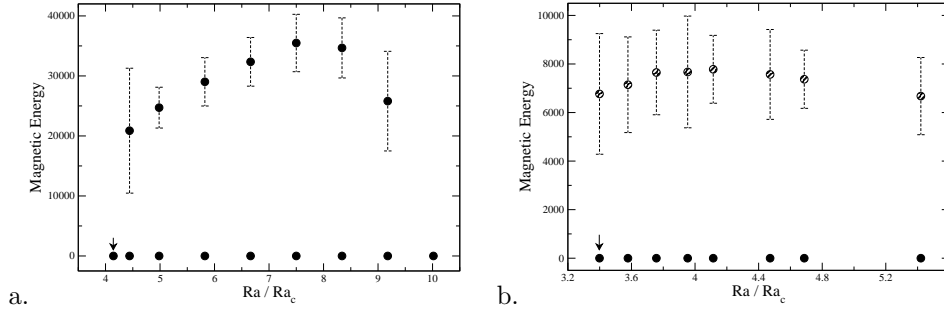 40000
30000
20000
10000
0
Magnetic Energy
4 5 6 7 8 9 10
Ra / Ra_c
a.
10000
8000
6000
4000
2000
0
Magnetic Energy
3.2 3.6 4 4.4 4.8 5.2
Ra / Ra_c
b.